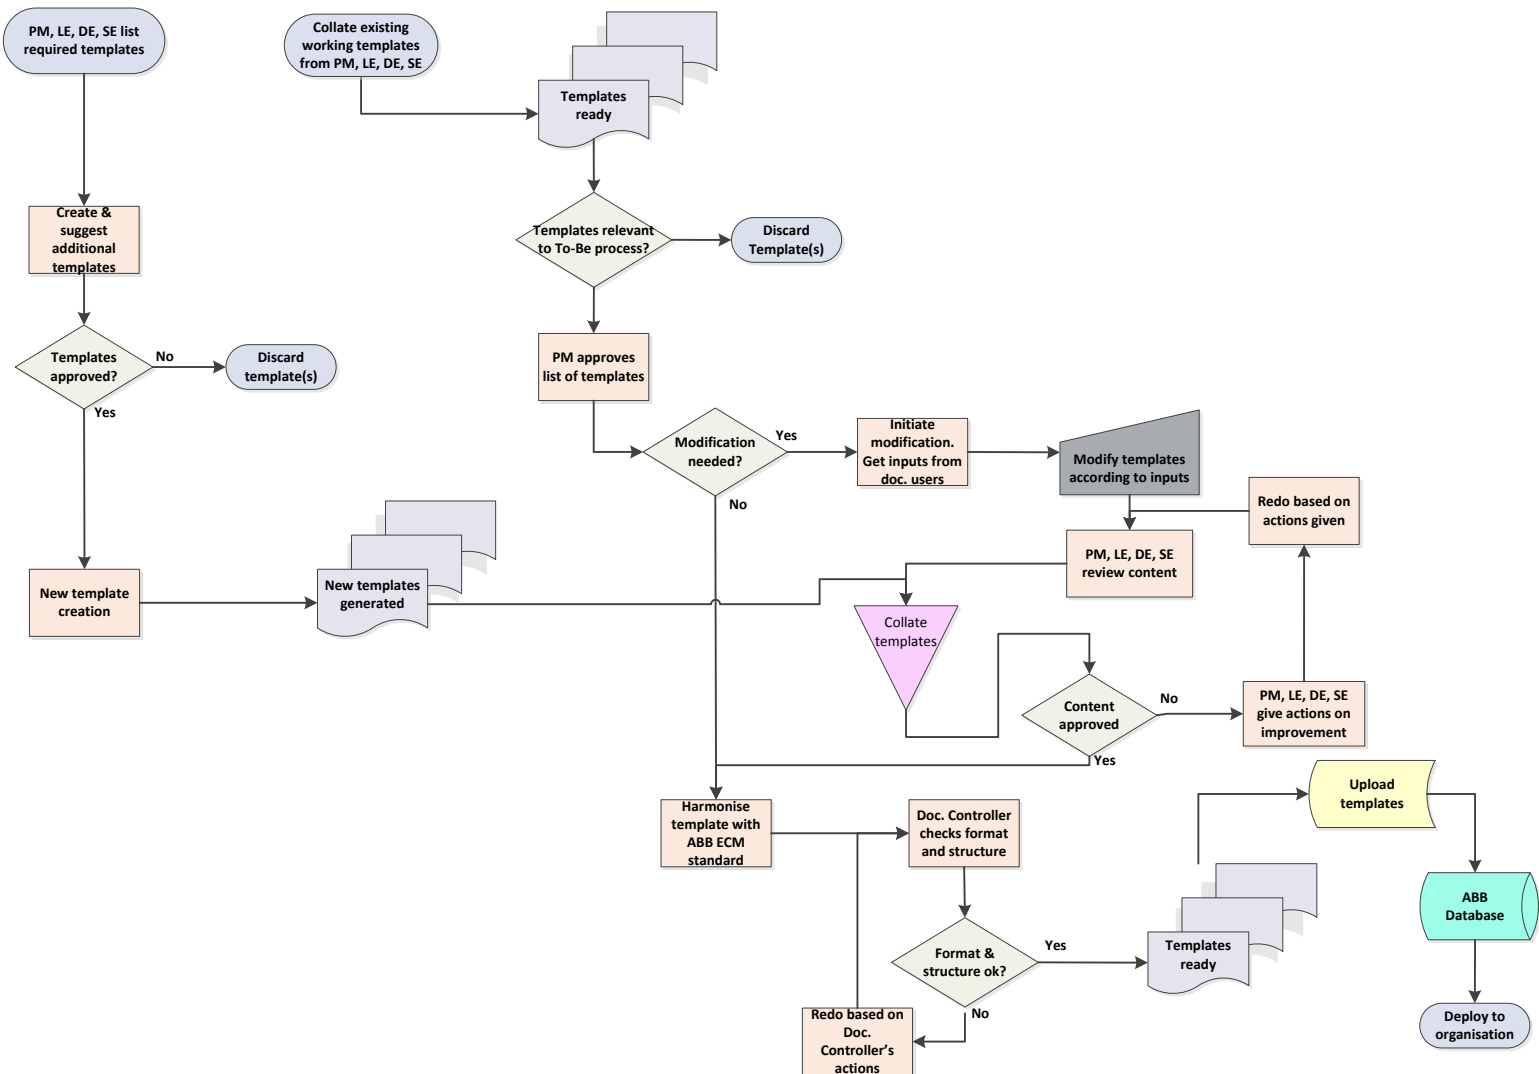 PM, LE, DE, SE list
required templates
Collate existing
working templates
from PM, LE, DE, SE
Templates
ready
Create &
suggest
additional
templates
Templates relevant
to To-Be process?
Discard
Template(s)
Templates
approved?
No
Discard
template(s)
Yes
PM approves
list of templates
Modification
needed?
Yes
No
Initiate
modification.
Get inputs from
doc. users
Modify templates
according to inputs
Redo based on
actions given
PM, LE, DE, SE
review content
New template
creation
New templates
generated
Collate
templates
Content
approved
No
Yes
PM, LE, DE, SE
give actions on
improvement
Harmonise
template with
ABB ECM
standard
Doc. Controller
checks format
and structure
Upload
templates
ABB
Database
Format &
structure ok?
Yes
No
Templates
ready
Redo based on
Doc.
Controller's
actions
Deploy to
organisation